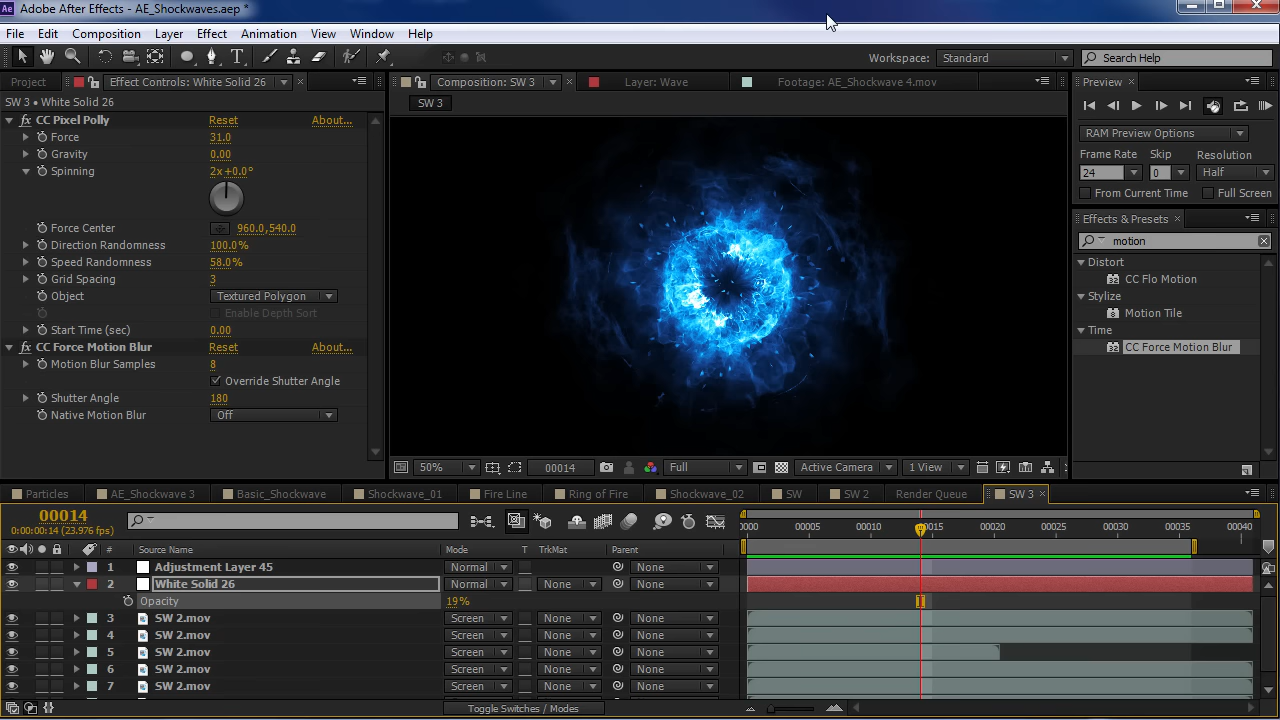 Ae Adobe After Effects - AE_Shockwaves.aep *
File Edit Composition Layer Effect Animation View Window Help
Workspace: Standard Search Help
Project Effect Controls: White Solid 26
SW 3 • White Solid 26
fx CC Pixel Polly Reset About...
Force 31.0
Gravity 0.00
Spinning 2x+0.0°
Force Center 960.0,540.0
Direction Randomness 100.0%
Speed Randomness 58.0%
Grid Spacing 3
Object Textured Polygon
Enable Depth Sort
Start Time (sec) 0.00
fx CC Force Motion Blur Reset About...
Motion Blur Samples 8
Override Shutter Angle
Shutter Angle 180
Native Motion Blur Off
Composition: SW 3 Layer: Wave Footage: AE_Shockwave 4.mov
SW 3
50% 00014 Full Active Camera 1 View
Preview
RAM Preview Options
Frame Rate Skip Resolution
24 0 Half
From Current Time Full Screen
Effects & Presets
motion
Distort
32 CC Flo Motion
Stylize
8 Motion Tile
Time
32 CC Force Motion Blur
Particles AE_Shockwave 3 Basic_Shockwave Shockwave_01 Fire Line Ring of Fire Shockwave_02 SW SW 2 Render Queue SW 3
00014
0:00:00:14 (23.976 fps)
0000 00005 00010 00015 00020 00025 00030 00035 00040
# Source Name Mode T TrkMat Parent
1 Adjustment Layer 45 Normal None
2 White Solid 26 Normal None None
Opacity 19%
3 SW 2.mov Screen None None
4 SW 2.mov Screen None None
5 SW 2.mov Screen None None
6 SW 2.mov Screen None None
7 SW 2.mov Screen None None
Toggle Switches / Modes